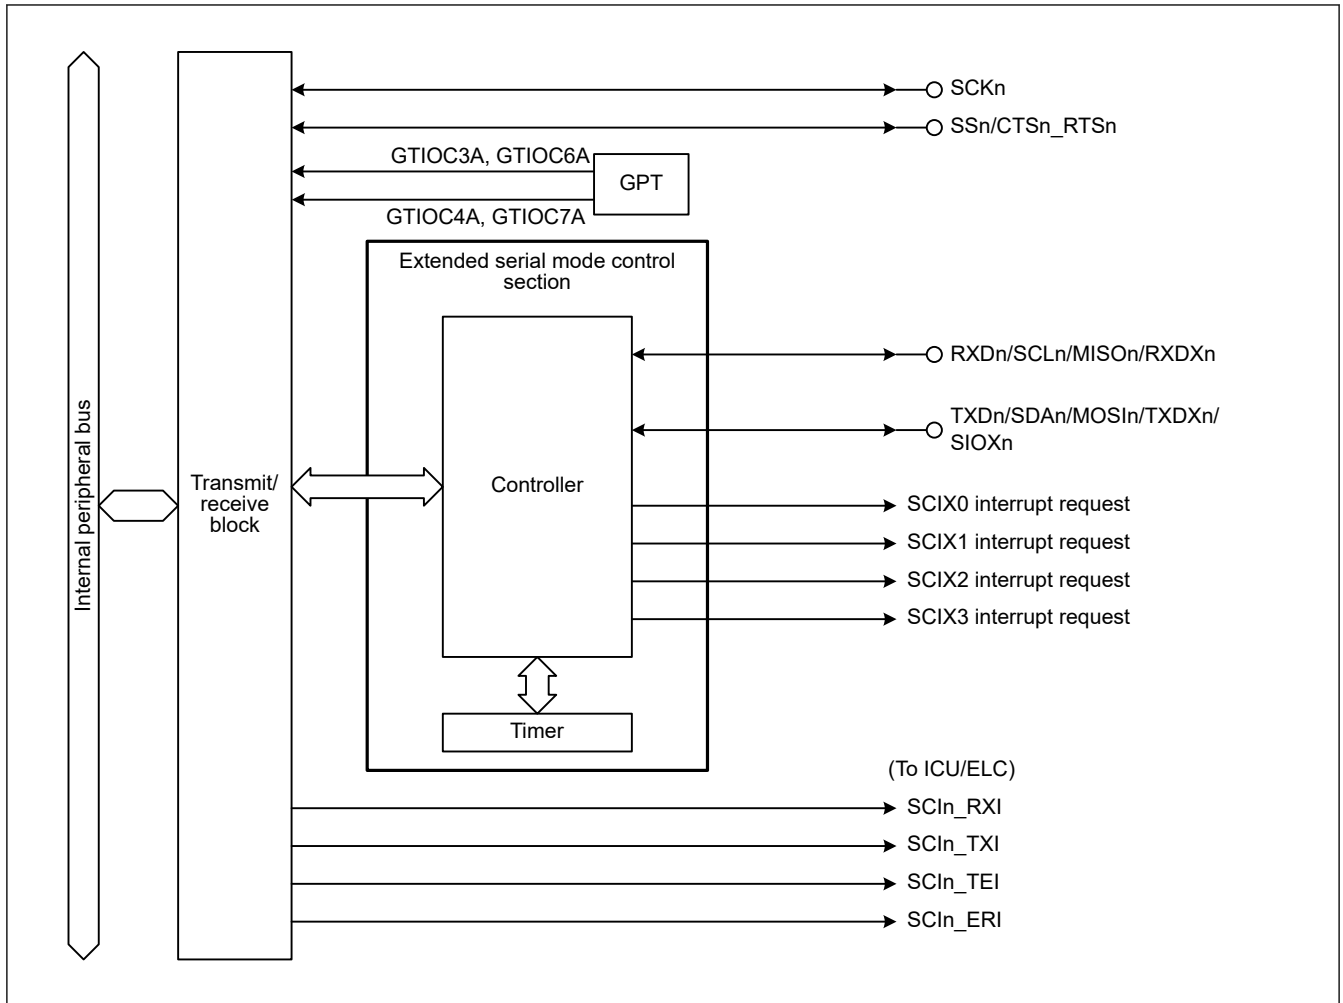 SCKn
SSn/CTSn_RTSn
GTIOC3A, GTIOC6A
GPT
GTIOC4A, GTIOC7A
Extended serial mode control
section
RXDn/SCLn/MISOn/RXDXn
TXDn/SDAn/MOSIn/TXDXn/
SIOXn
Internal peripheral bus
Transmit/
receive
block
Controller
SCIX0 interrupt request
SCIX1 interrupt request
SCIX2 interrupt request
SCIX3 interrupt request
Timer
(To ICU/ELC)
SCIn_RXI
SCIn_TXI
SCIn_TEI
SCIn_ERI